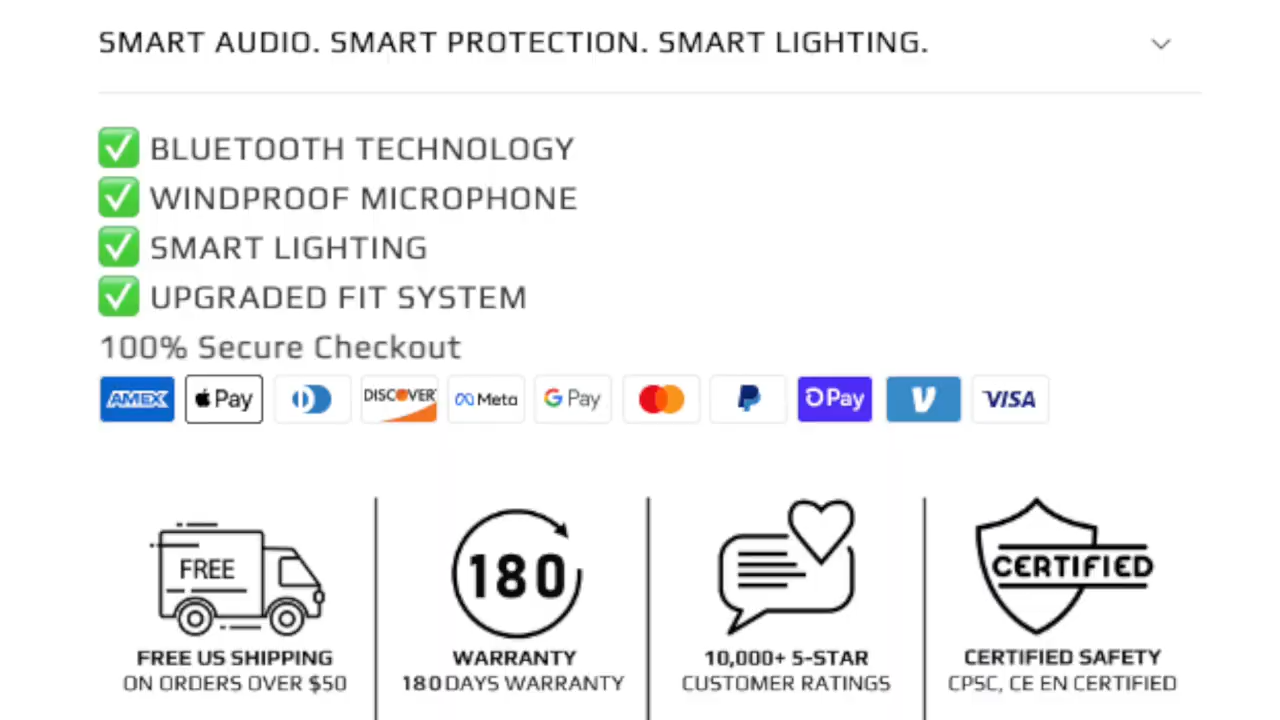 SMART AUDIO. SMART PROTECTION. SMART LIGHTING.
✅ BLUETOOTH TECHNOLOGY
✅ WINDPROOF MICROPHONE
✅ SMART LIGHTING
✅ UPGRADED FIT SYSTEM
100% Secure Checkout
AMEX Pay DISCOVER Meta G Pay Pay V VISA
FREE 180 CERTIFIED
FREE US SHIPPING WARRANTY 10,000+ 5-STAR CERTIFIED SAFETY
ON ORDERS OVER $50 180 DAYS WARRANTY CUSTOMER RATINGS CPSC, CE EN CERTIFIED